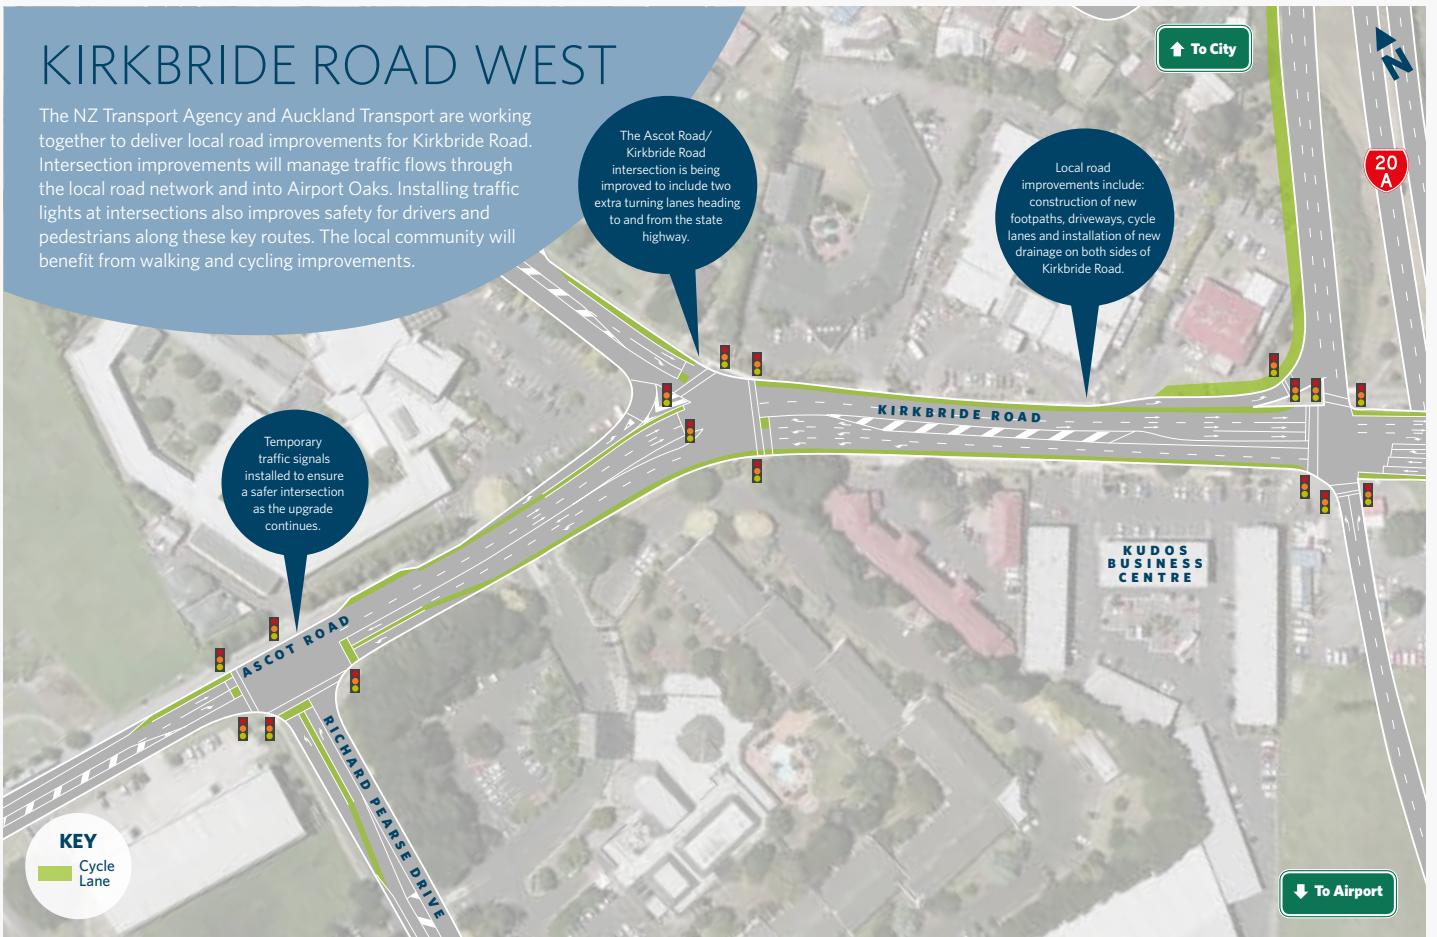 KIRKBRIDE ROAD WEST
The NZ Transport Agency and Auckland Transport are working
together to deliver local road improvements for Kirkbride Road.
Intersection improvements will manage traffic flows through
the local road network and into Airport Oaks. Installing traffic
lights at intersections also improves safety for drivers and
pedestrians along these key routes. The local community will
benefit from walking and cycling improvements.
To City
N
20
A
The Ascot Road/
Kirkbride Road
intersection is being
improved to include two
extra turning lanes heading
to and from the state
highway.
Local road
improvements include:
construction of new
footpaths, driveways, cycle
lanes and installation of new
drainage on both sides of
Kirkbride Road.
KIRKBRIDE ROAD
Temporary
traffic signals
installed to ensure
a safer intersection
as the upgrade
continues.
KUDOS
BUSINESS
CENTRE
ASCOT ROAD
RICHARD PEARSE DRIVE
KEY
Cycle
Lane
To Airport